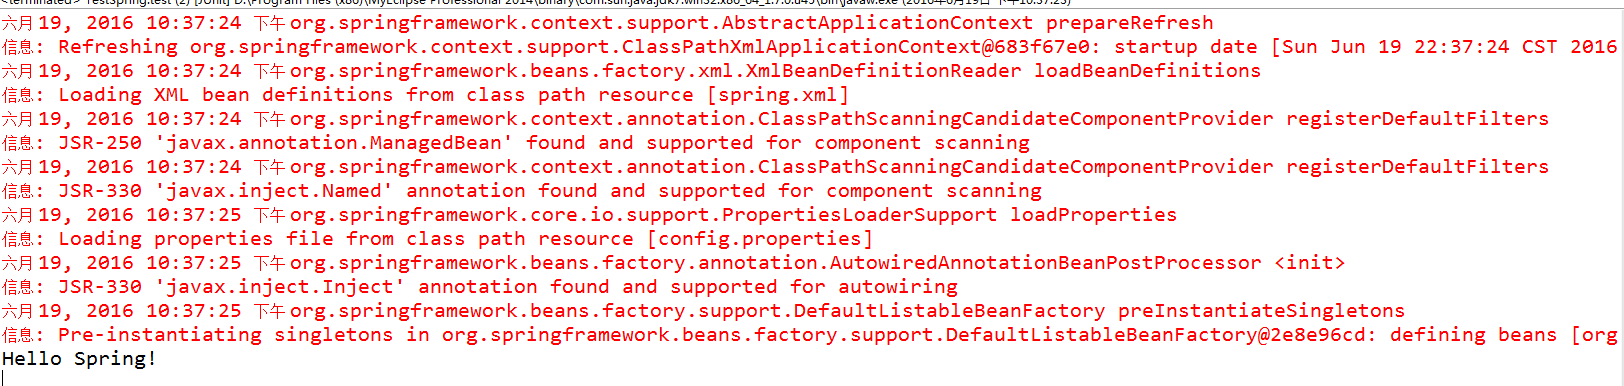 <terminated> TestSpring.test (2) [JUnit] D:\Program Files (x86)\MyEclipse Professional 2014\binary\com.sun.java.jdk7.win32.x86_64_1.7.0.u45\bin\javaw.exe (2016年6月19日 下午10:37:23)
六月 19, 2016 10:37:24 下午 org.springframework.context.support.AbstractApplicationContext prepareRefresh
信息: Refreshing org.springframework.context.support.ClassPathXmlApplicationContext@683f67e0: startup date [Sun Jun 19 22:37:24 CST 2016
六月 19, 2016 10:37:24 下午 org.springframework.beans.factory.xml.XmlBeanDefinitionReader loadBeanDefinitions
信息: Loading XML bean definitions from class path resource [spring.xml]
六月 19, 2016 10:37:24 下午 org.springframework.context.annotation.ClassPathScanningCandidateComponentProvider registerDefaultFilters
信息: JSR-250 'javax.annotation.ManagedBean' found and supported for component scanning
六月 19, 2016 10:37:24 下午 org.springframework.context.annotation.ClassPathScanningCandidateComponentProvider registerDefaultFilters
信息: JSR-330 'javax.inject.Named' annotation found and supported for component scanning
六月 19, 2016 10:37:25 下午 org.springframework.core.io.support.PropertiesLoaderSupport loadProperties
信息: Loading properties file from class path resource [config.properties]
六月 19, 2016 10:37:25 下午 org.springframework.beans.factory.annotation.AutowiredAnnotationBeanPostProcessor <init>
信息: JSR-330 'javax.inject.Inject' annotation found and supported for autowiring
六月 19, 2016 10:37:25 下午 org.springframework.beans.factory.support.DefaultListableBeanFactory preInstantiateSingletons
信息: Pre-instantiating singletons in org.springframework.beans.factory.support.DefaultListableBeanFactory@2e8e96cd: defining beans [org
Hello Spring!